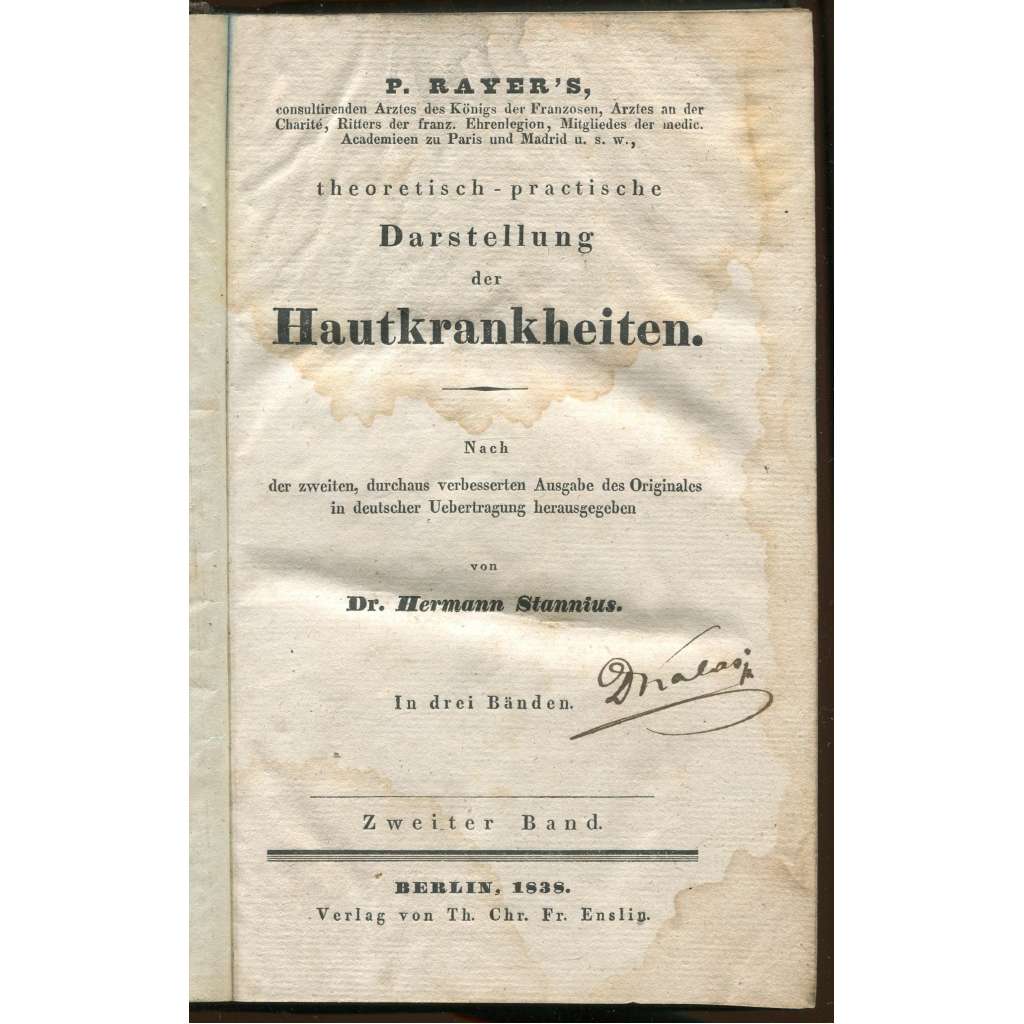 P. RAYER'S,
consultirenden Arztes des Königs der Franzosen, Arztes an der
Charité, Ritters der franz. Ehrenlegion, Mitgliedes der medic.
Academieen zu Paris und Madrid u. s. w.,
theoretisch-practische
Darstellung
der
Hautkrankheiten.
Nach
der zweiten, durchaus verbesserten Ausgabe des Originales
in deutscher Uebertragung herausgegeben
von
Dr. Hermann Stannius.
In drei Bänden.
Zweiter Band.
BERLIN, 1838.
Verlag von Th. Chr. Fr. Enslin.